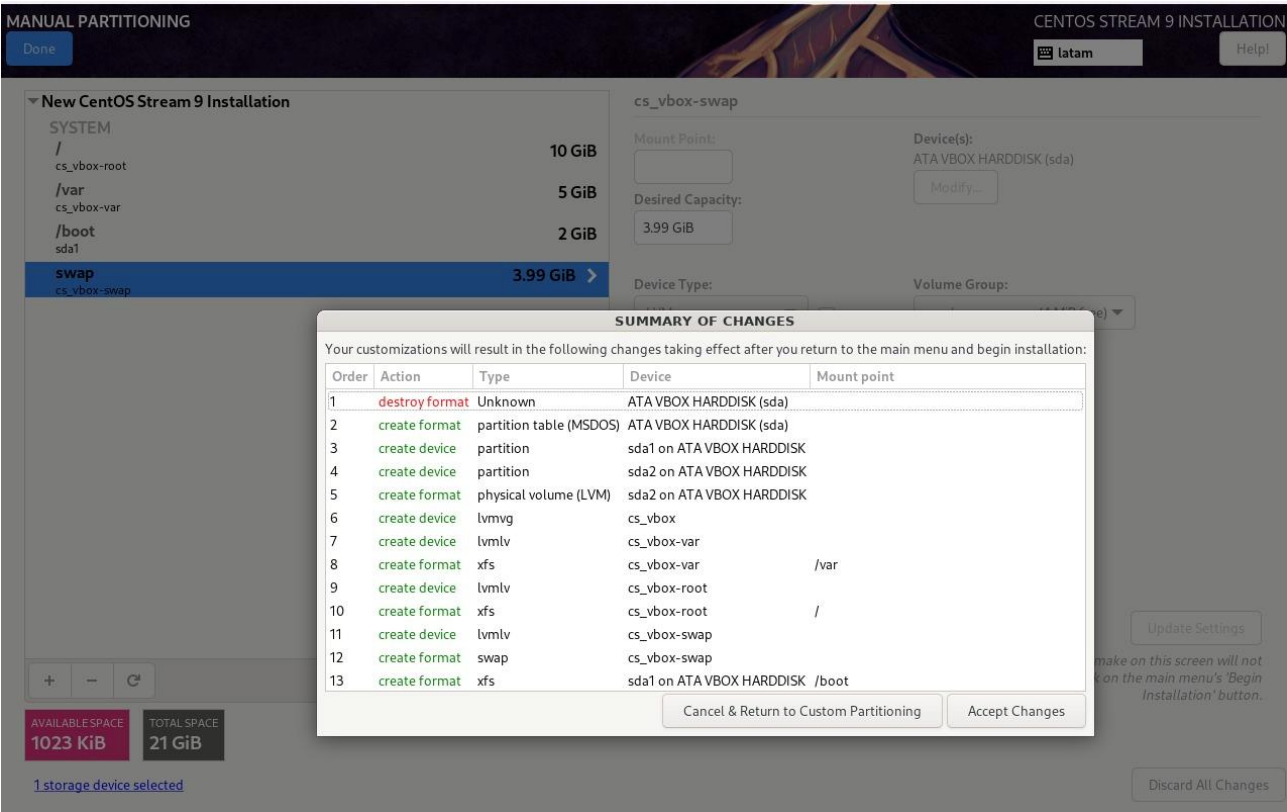 MANUAL PARTITIONING
CENTOS STREAM 9 INSTALLATION
Done
latam
Help!
New CentOS Stream 9 Installation
SYSTEM
/
10 GiB
cs_vbox-root
/var
5 GiB
cs_vbox-var
/boot
2 GiB
sda1
swap
3.99 GiB
cs_vbox-swap
cs_vbox-swap
Mount Point:
Device(s):
ATA VBOX HARDDISK (sda)
Modify...
Desired Capacity:
3.99 GiB
Device Type:
Volume Group:
SUMMARY OF CHANGES
Your customizations will result in the following changes taking effect after you return to the main menu and begin installation:
Order Action Type Device Mount point
1 destroy format Unknown ATA VBOX HARDDISK (sda)
2 create format partition table (MSDOS) ATA VBOX HARDDISK (sda)
3 create device partition sda1 on ATA VBOX HARDDISK
4 create device partition sda2 on ATA VBOX HARDDISK
5 create format physical volume (LVM) sda2 on ATA VBOX HARDDISK
6 create device lvmvg cs_vbox
7 create device lvmlv cs_vbox-var
8 create format xfs cs_vbox-var /var
9 create device lvmlv cs_vbox-root
10 create format xfs cs_vbox-root /
11 create device lvmlv cs_vbox-swap
12 create format swap cs_vbox-swap
13 create format xfs sda1 on ATA VBOX HARDDISK /boot
Cancel & Return to Custom Partitioning
Accept Changes
Update Settings
make on this screen will not
on the main menu's 'Begin
Installation' button.
AVAILABLE SPACE
1023 KiB
TOTAL SPACE
21 GiB
1 storage device selected
Discard All Changes